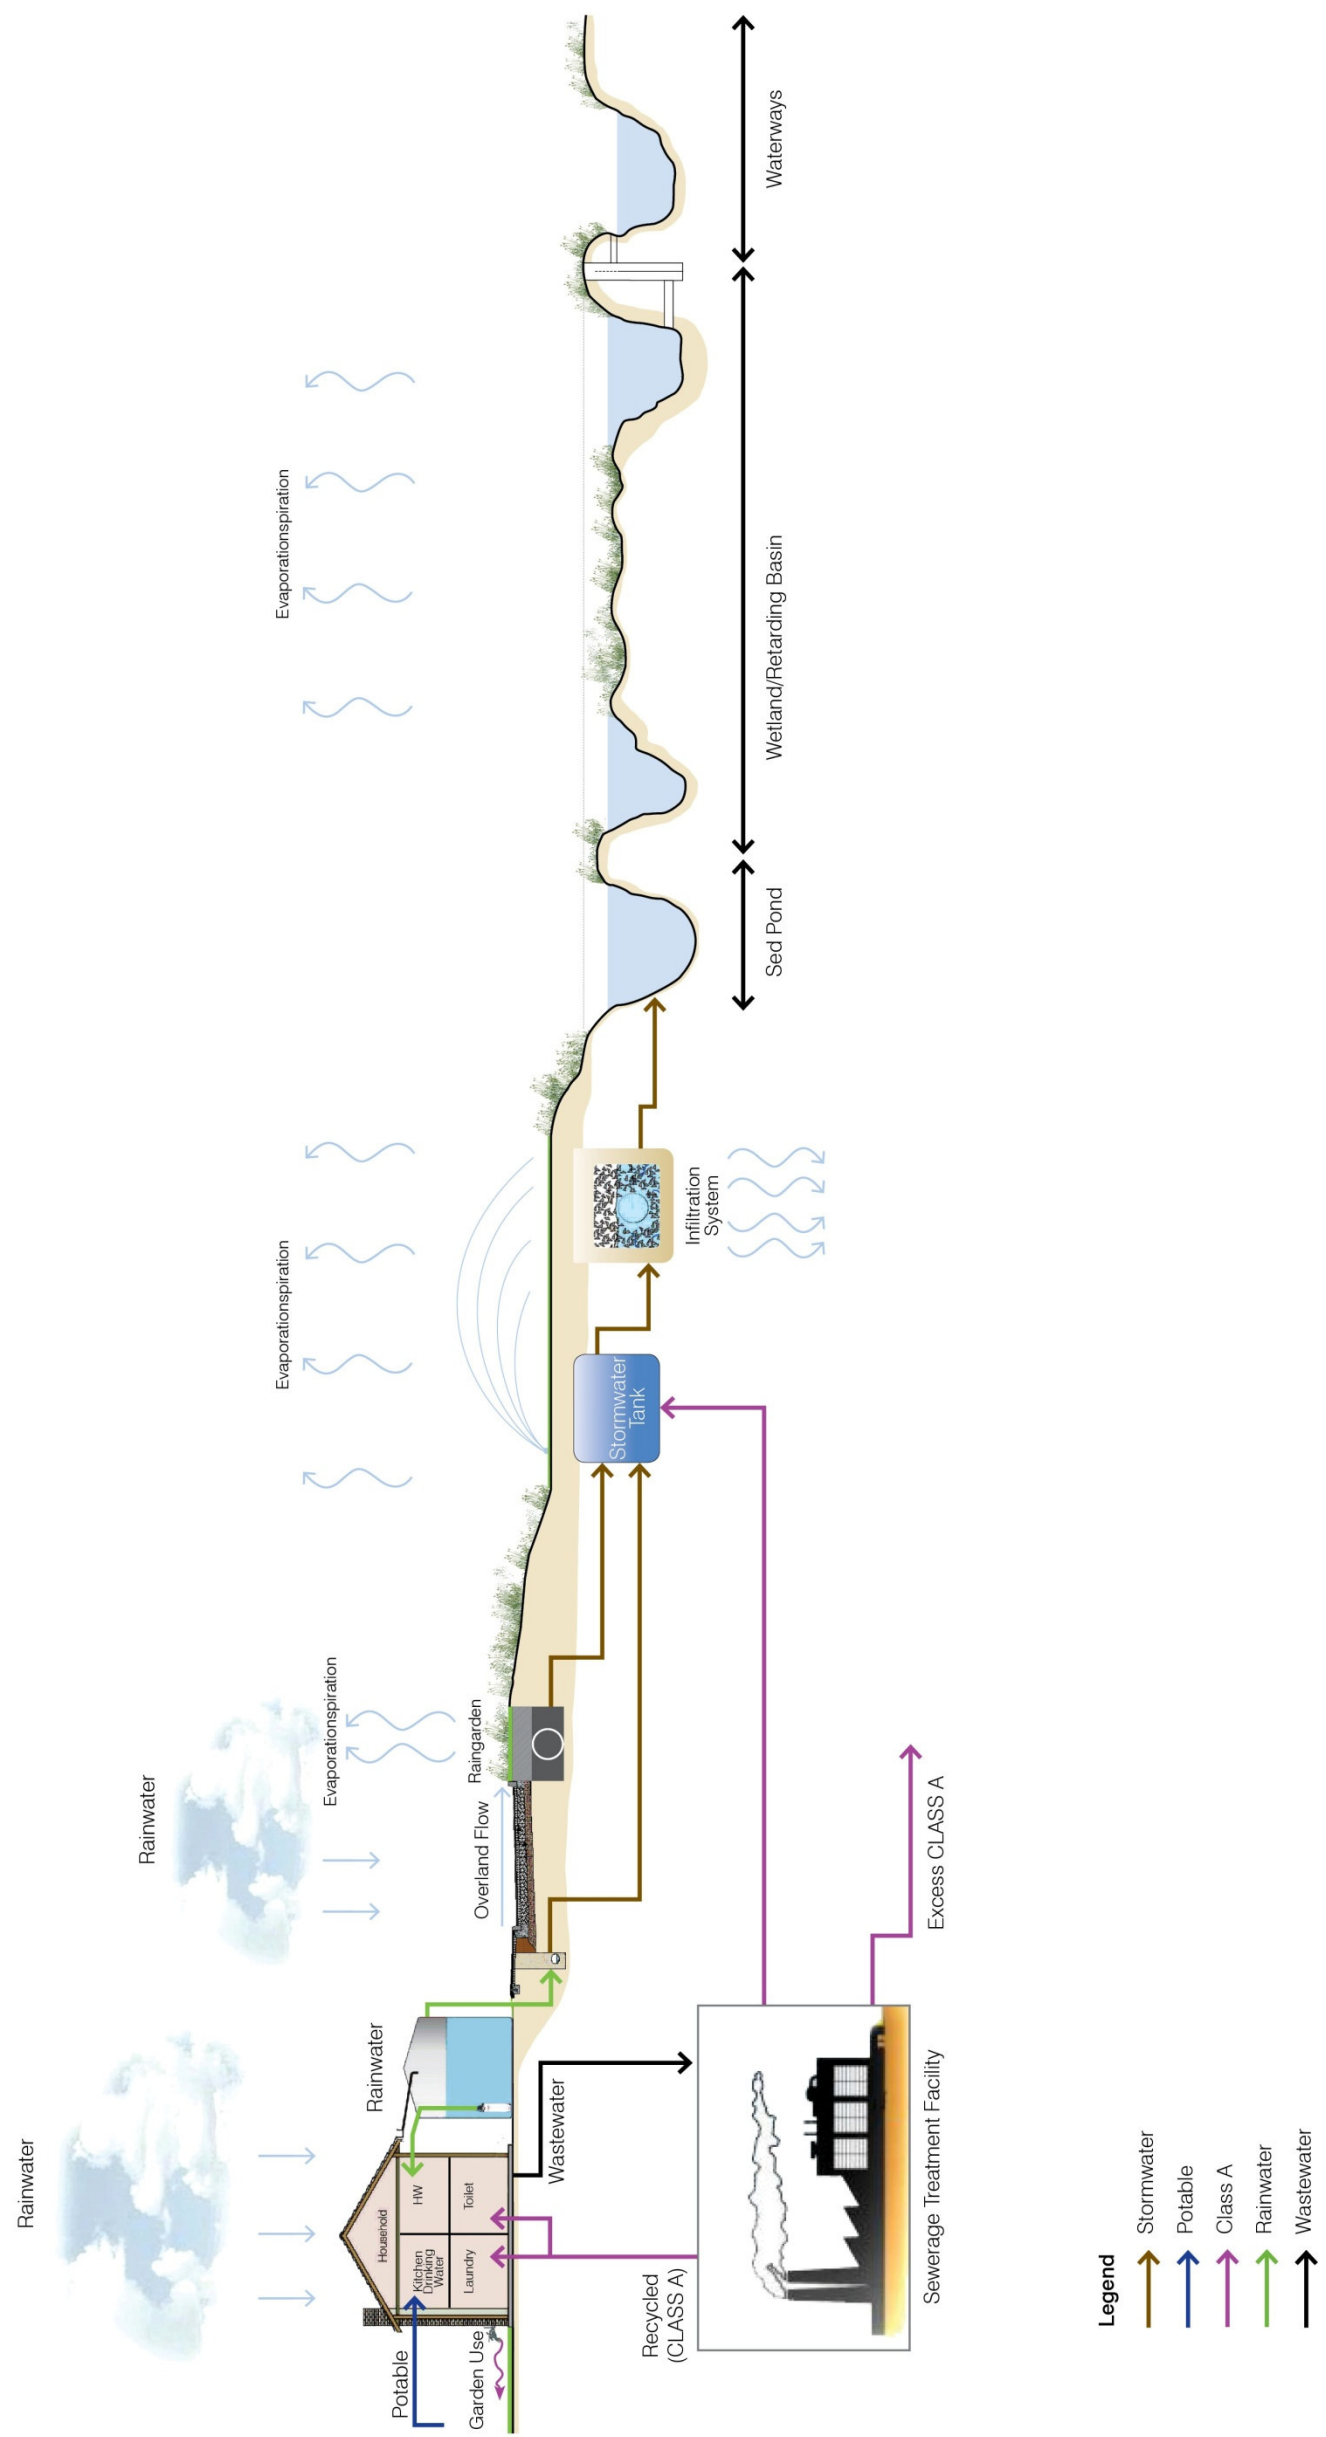 Rainwater
Rainwater
Evaporationspiration
Evaporationspiration
Evaporationspiration
Rainwater
Household
HW
Kitchen
Drinking
Water
Toilet
Laundry
Potable
Garden Use
Overland Flow
Raingarden
Stormwater
Tank
Infiltration
System
Sed Pond
Wetland/Retarding Basin
Waterways
Wastewater
Recycled
(CLASS A)
Sewerage Treatment Facility
Excess CLASS A
Legend
Stormwater
Potable
Class A
Rainwater
Wastewater